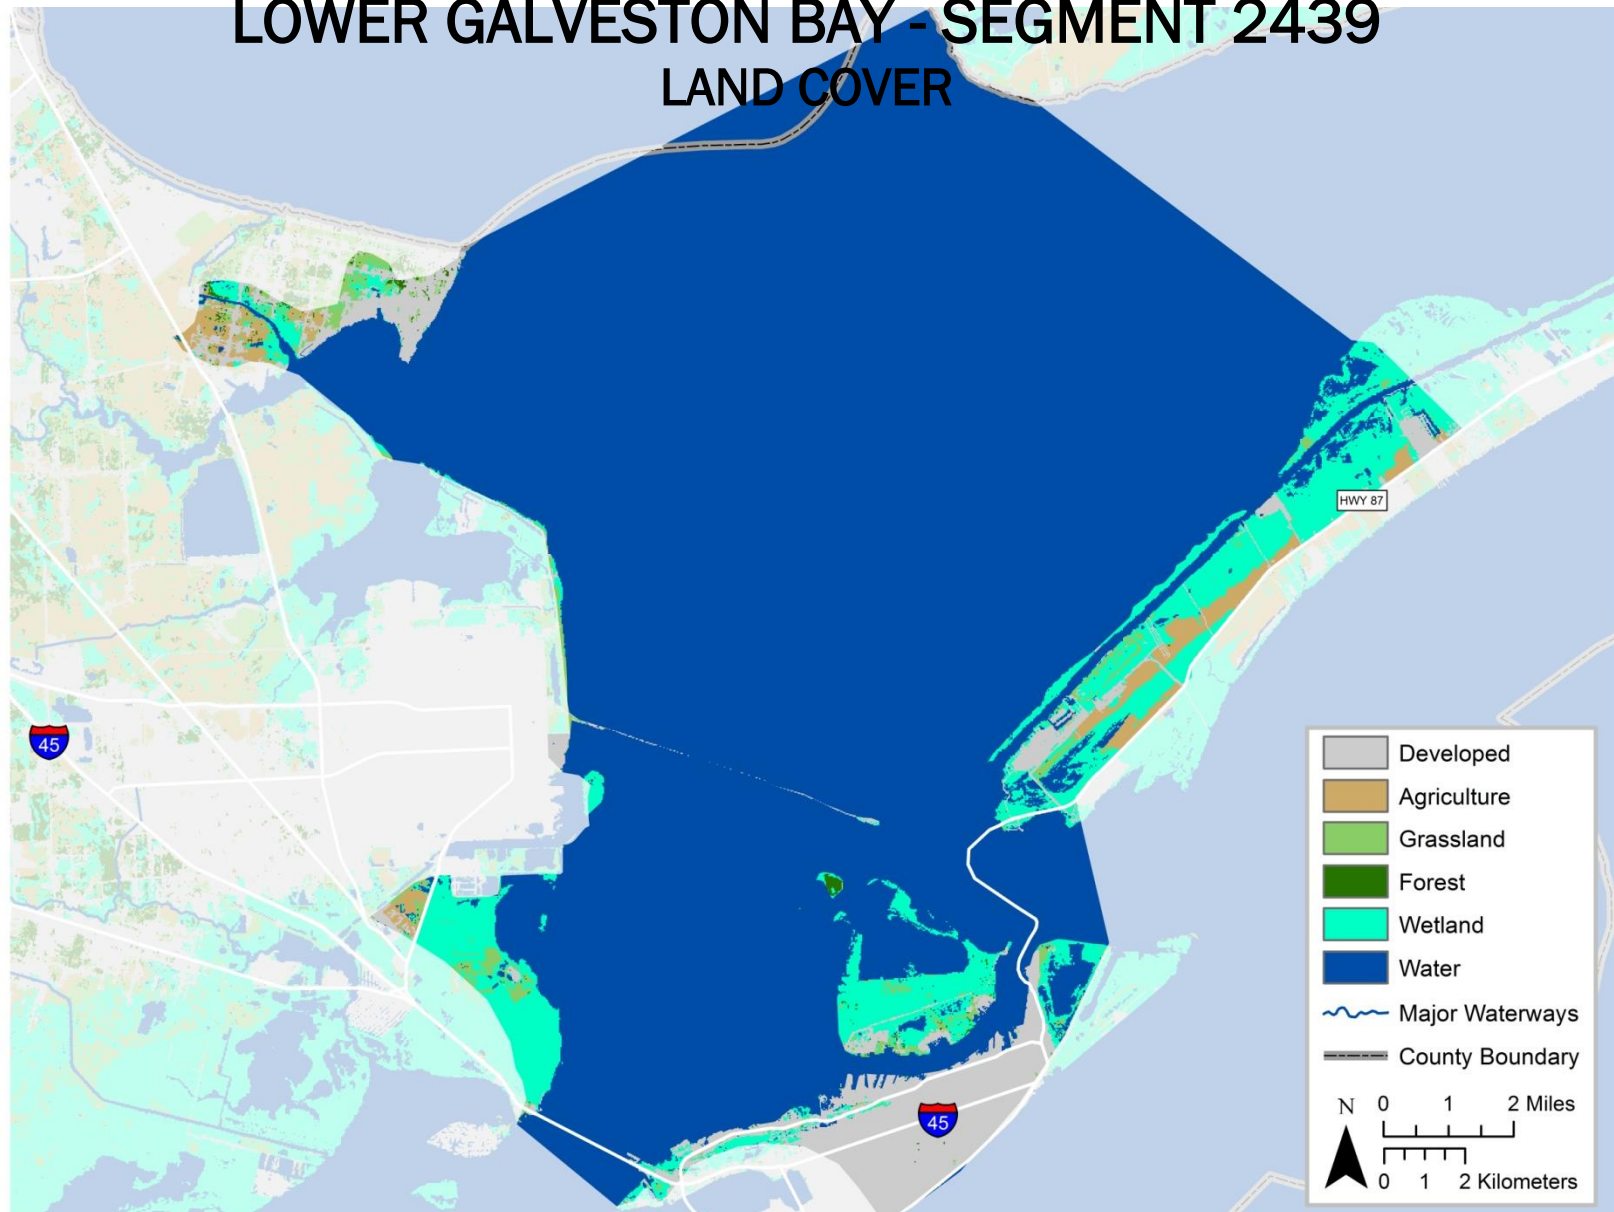 LOWER GALVESTON BAY - SEGMENT 2439
LAND COVER
HWY 87
45
45
Developed
Agriculture
Grassland
Forest
Wetland
Water
Major Waterways
County Boundary
N
0 1 2 Miles
0 1 2 Kilometers